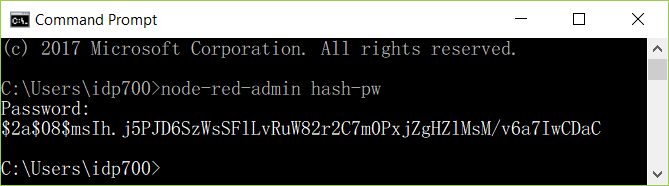 Command Prompt
(c) 2017 Microsoft Corporation. All rights reserved.
C:\Users\idp700>node-red-admin hash-pw
Password:
$2a$08$msIh.j5PJD6SzWsSFlLvRuW82r2C7mOPxjZgHZlMsM/v6a7IwCDaC
C:\Users\idp700>